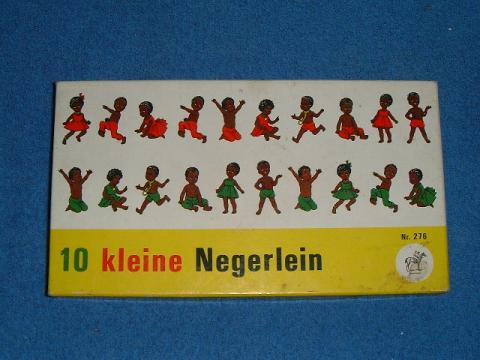 Nr. 276
10 kleine Negerlein